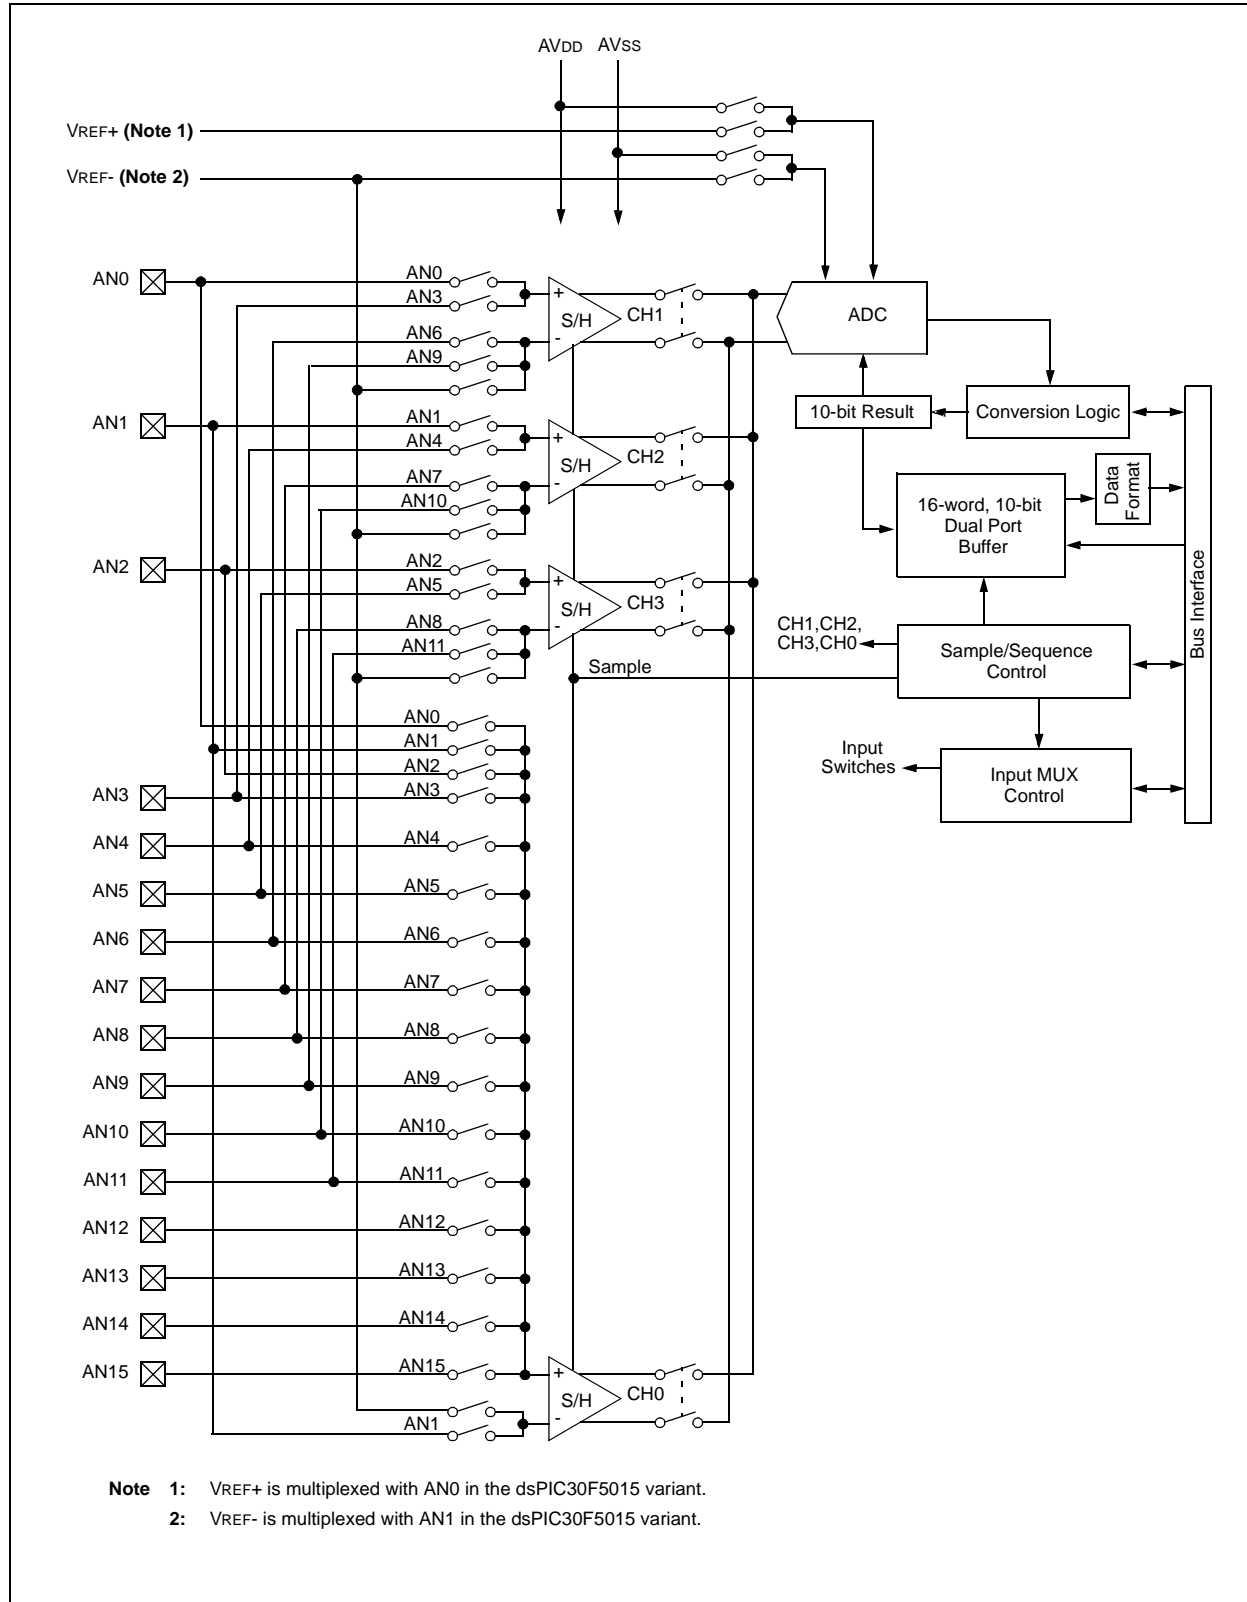 AVDD AVSS
VREF+ (Note 1)
VREF- (Note 2)
AN0
AN0
AN3
+
S/H
-
CH1
ADC
AN6
AN9
10-bit Result
Conversion Logic
AN1
AN1
AN4
+
S/H
-
CH2
AN7
AN10
16-word, 10-bit
Dual Port
Buffer
Data
Format
AN2
AN2
AN5
+
S/H
-
CH3
AN8
AN11
CH1,CH2,
CH3,CH0
Sample/Sequence
Control
Bus Interface
Sample
AN0
AN1
AN2
AN3
AN3
Input
Switches
Input MUX
Control
AN4
AN4
AN5
AN5
AN6
AN6
AN7
AN7
AN8
AN8
AN9
AN9
AN10
AN10
AN11
AN11
AN12
AN12
AN13
AN13
AN14
AN14
AN15
AN15
+
S/H
-
CH0
AN1
Note 1: VREF+ is multiplexed with AN0 in the dsPIC30F5015 variant.
2: VREF- is multiplexed with AN1 in the dsPIC30F5015 variant.